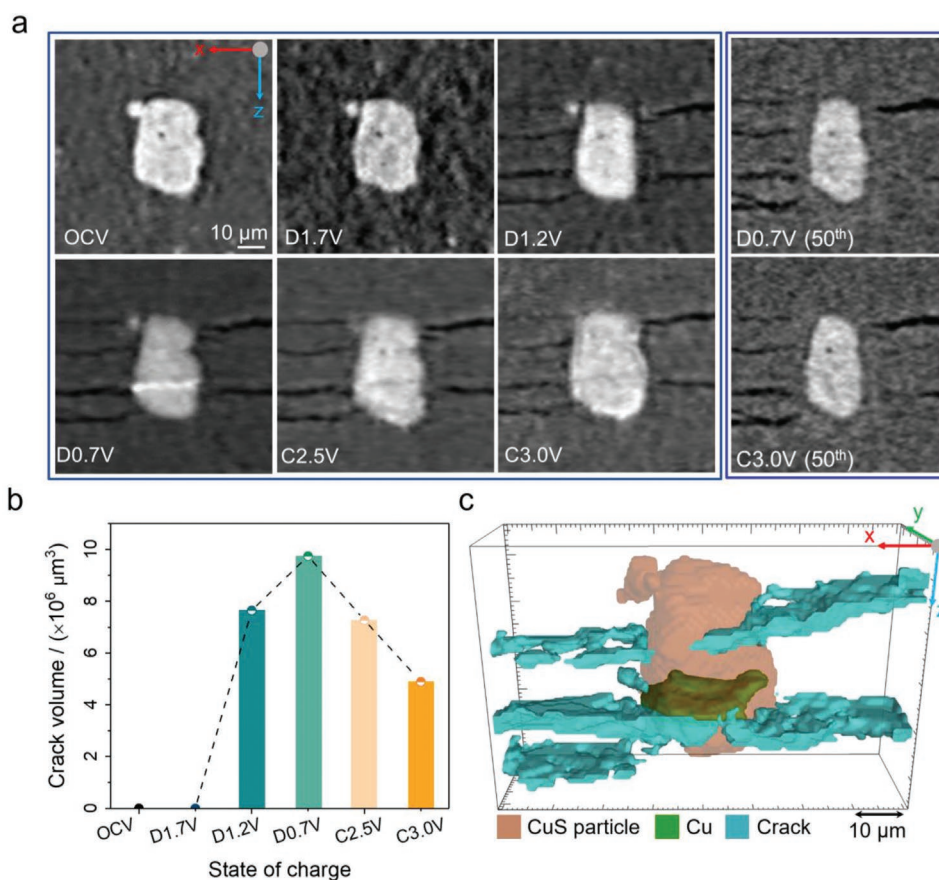 a
x
z
OCV
10 µm
D1.7V
D1.2V
D0.7V (50th)
D0.7V
C2.5V
C3.0V
C3.0V (50th)
b
Crack volume / (×10⁶ µm³)
10
8
6
4
2
0
OCV
D1.7V
D1.2V
D0.7V
C2.5V
C3.0V
State of charge
c
y
x
CuS particle
Cu
Crack
10 µm